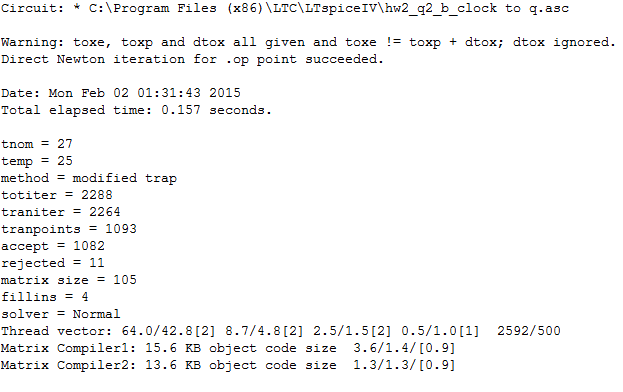 Circuit: * C:\Program Files (x86)\LTC\LTspiceIV\hw2_q2_b_clock to q.asc
Warning: toxe, toxp and dtox all given and toxe != toxp + dtox; dtox ignored.
Direct Newton iteration for .op point succeeded.
Date: Mon Feb 02 01:31:43 2015
Total elapsed time: 0.157 seconds.
tnom = 27
temp = 25
method = modified trap
totiter = 2288
traniter = 2264
tranpoints = 1093
accept = 1082
rejected = 11
matrix size = 105
fillins = 4
solver = Normal
Thread vector: 64.0/42.8[2] 8.7/4.8[2] 2.5/1.5[2] 0.5/1.0[1]  2592/500
Matrix Compiler1: 15.6 KB object code size  3.6/1.4/[0.9]
Matrix Compiler2: 13.6 KB object code size  1.3/1.3/[0.9]